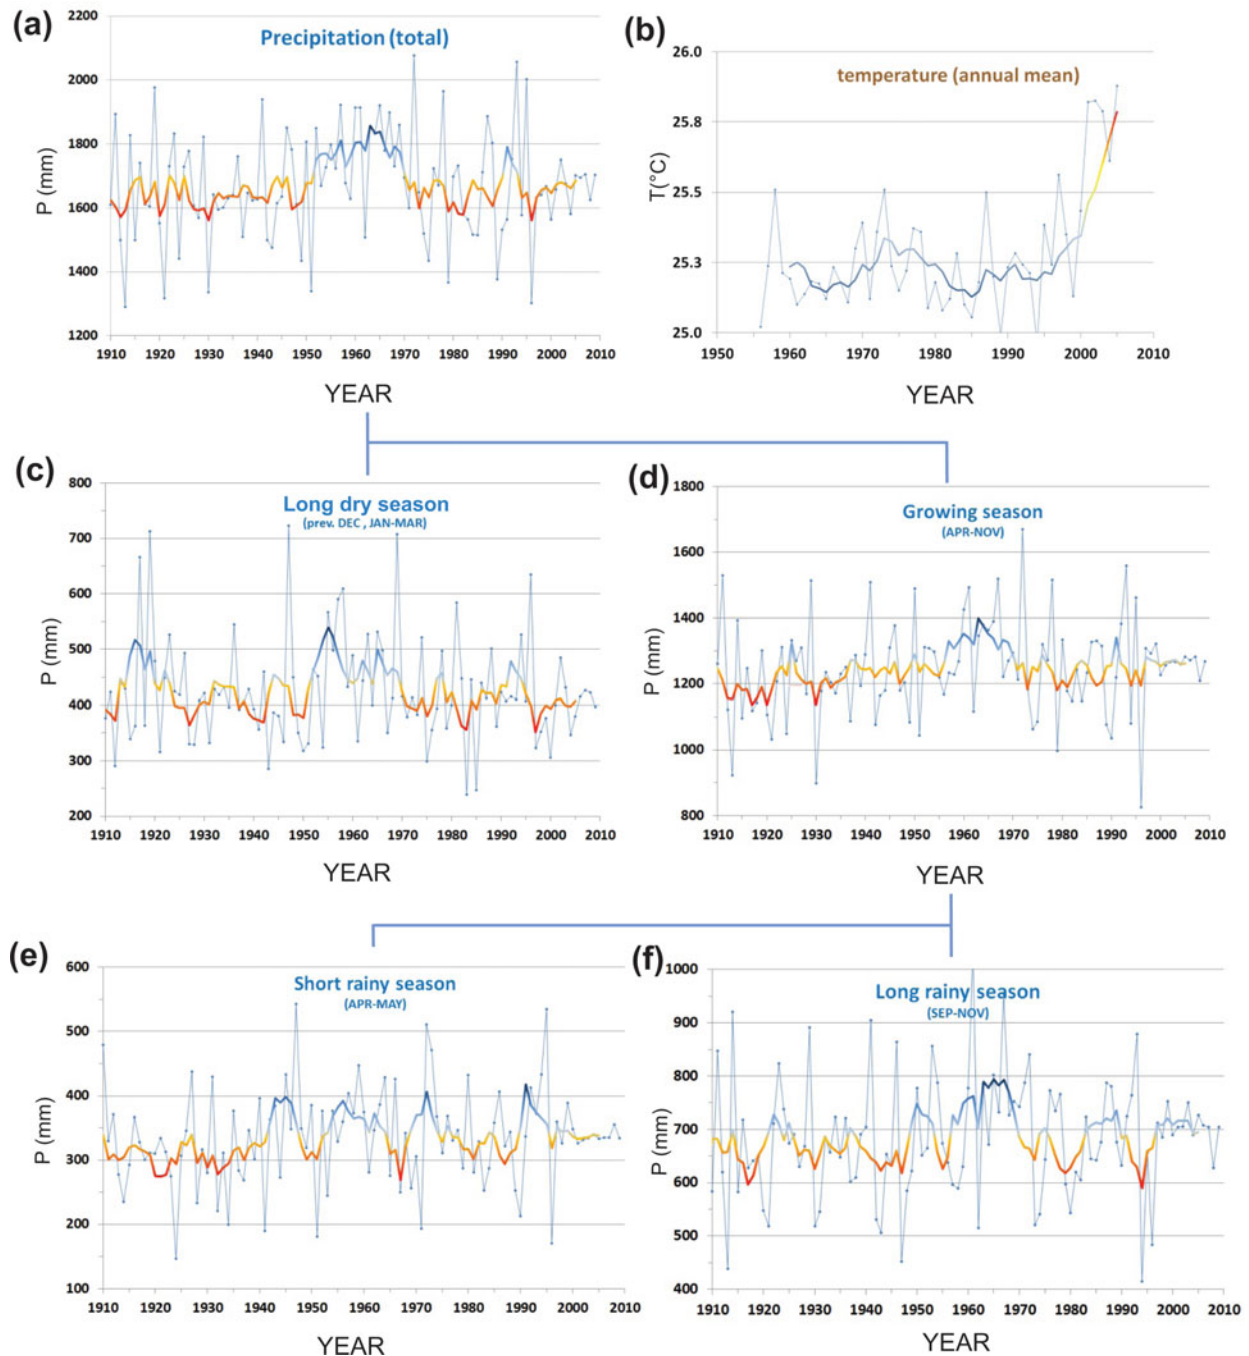 (a)
Precipitation (total)
2200
2000
1800
1600
1400
1200
P (mm)
1910 1920 1930 1940 1950 1960 1970 1980 1990 2000 2010
YEAR
(b)
temperature (annual mean)
26.0
25.8
25.5
25.3
25.0
T(°C)
1950 1960 1970 1980 1990 2000 2010
YEAR
(c)
Long dry season
(prev. DEC , JAN-MAR)
800
700
600
500
400
300
200
P (mm)
1910 1920 1930 1940 1950 1960 1970 1980 1990 2000 2010
YEAR
(d)
Growing season
(APR-NOV)
1800
1600
1400
1200
1000
800
P (mm)
1910 1920 1930 1940 1950 1960 1970 1980 1990 2000 2010
YEAR
(e)
Short rainy season
(APR-MAY)
600
500
400
300
200
100
P (mm)
1910 1920 1930 1940 1950 1960 1970 1980 1990 2000 2010
YEAR
(f)
Long rainy season
(SEP-NOV)
1000
900
800
700
600
500
400
P (mm)
1910 1920 1930 1940 1950 1960 1970 1980 1990 2000 2010
YEAR